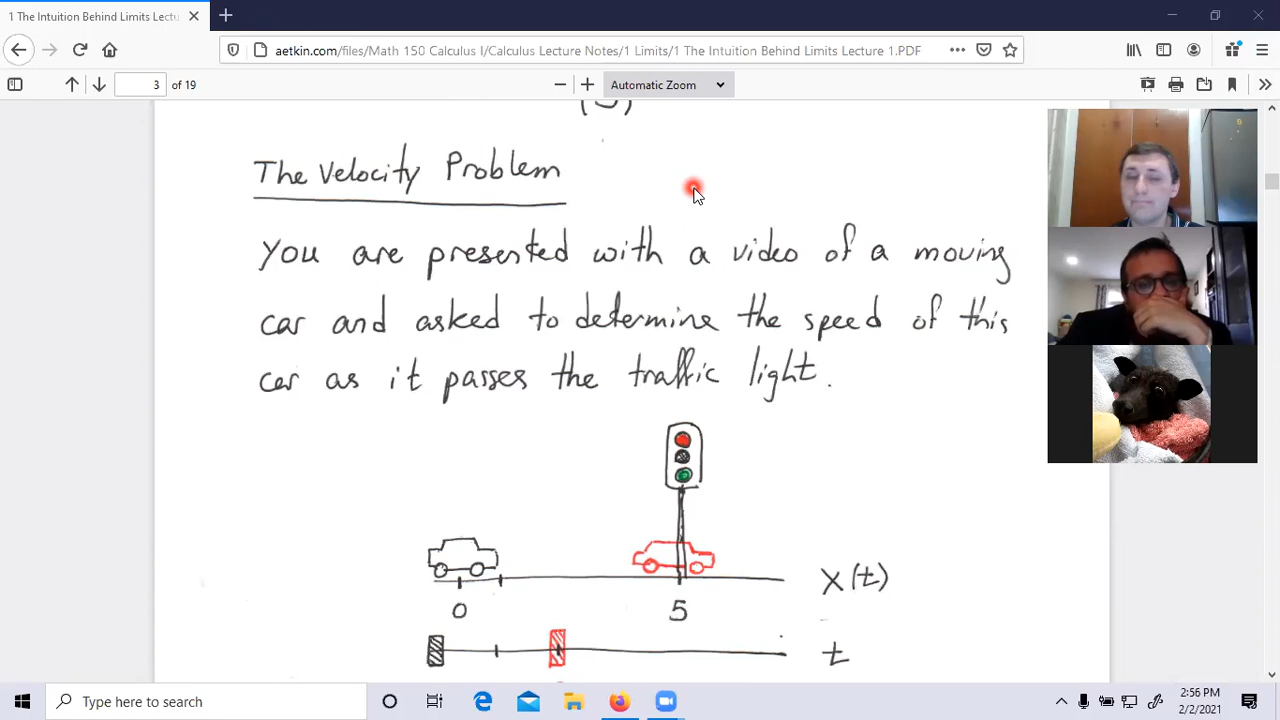 1 The Intuition Behind Limits Lectu
aetkin.com/files/Math 150 Calculus I/Calculus Lecture Notes/1 Limits/1 The Intuition Behind Limits Lecture 1.PDF
3 of 19
Automatic Zoom
The Velocity Problem
You are presented with a video of a moving
car and asked to determine the speed of this
car as it passes the traffic light.
0 5 X(t)
t
Type here to search
2:56 PM
2/2/2021